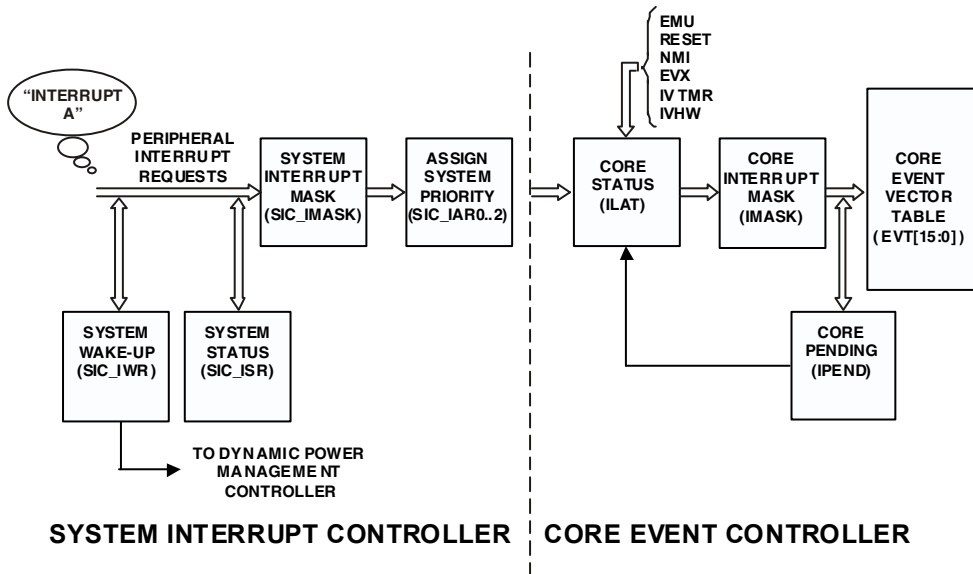 “INTERRUPT
A”
PERIPHERAL
INTERRUPT
REQUESTS
SYSTEM
INTERRUPT
MASK
(SIC_IMASK)
ASSIGN
SYSTEM
PRIORITY
(SIC_IAR0..2)
SYSTEM
WAKE-UP
(SIC_IWR)
SYSTEM
STATUS
(SIC_ISR)
TO DYNAMIC POWER
MANAGEMENT
CONTROLLER
SYSTEM INTERRUPT CONTROLLER
EMU
RESET
NMI
EVX
IVTMR
IVHW
CORE
STATUS
(ILAT)
CORE
INTERRUPT
MASK
(IMASK)
CORE
EVENT
VECTOR
TABLE
(EVT[15:0])
CORE
PENDING
(IPEND)
CORE EVENT CONTROLLER